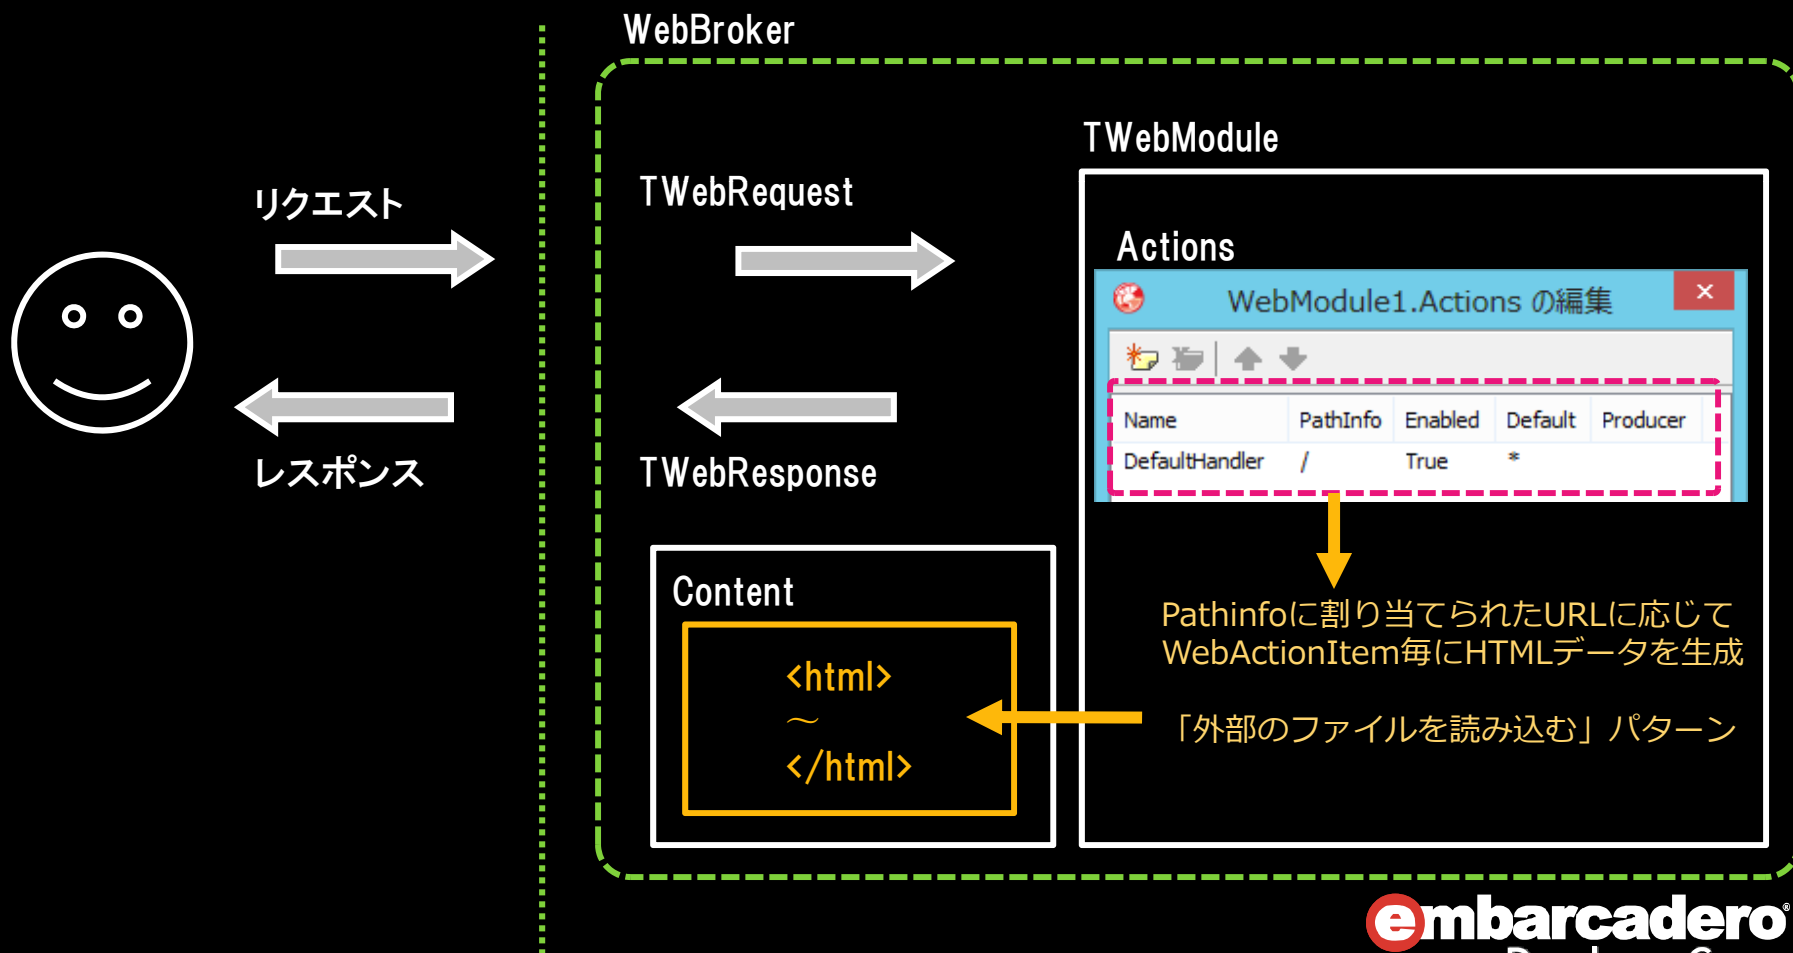 WebBroker
TWebModule
リクエスト
TWebRequest
Actions
WebModule1.Actions の編集
Name PathInfo Enabled Default Producer
DefaultHandler / True *
レスポンス
TWebResponse
Content
<html>
～
</html>
Pathinfoに割り当てられたURLに応じて
WebActionItem毎にHTMLデータを生成
「外部のファイルを読み込む」パターン
embarcadero®